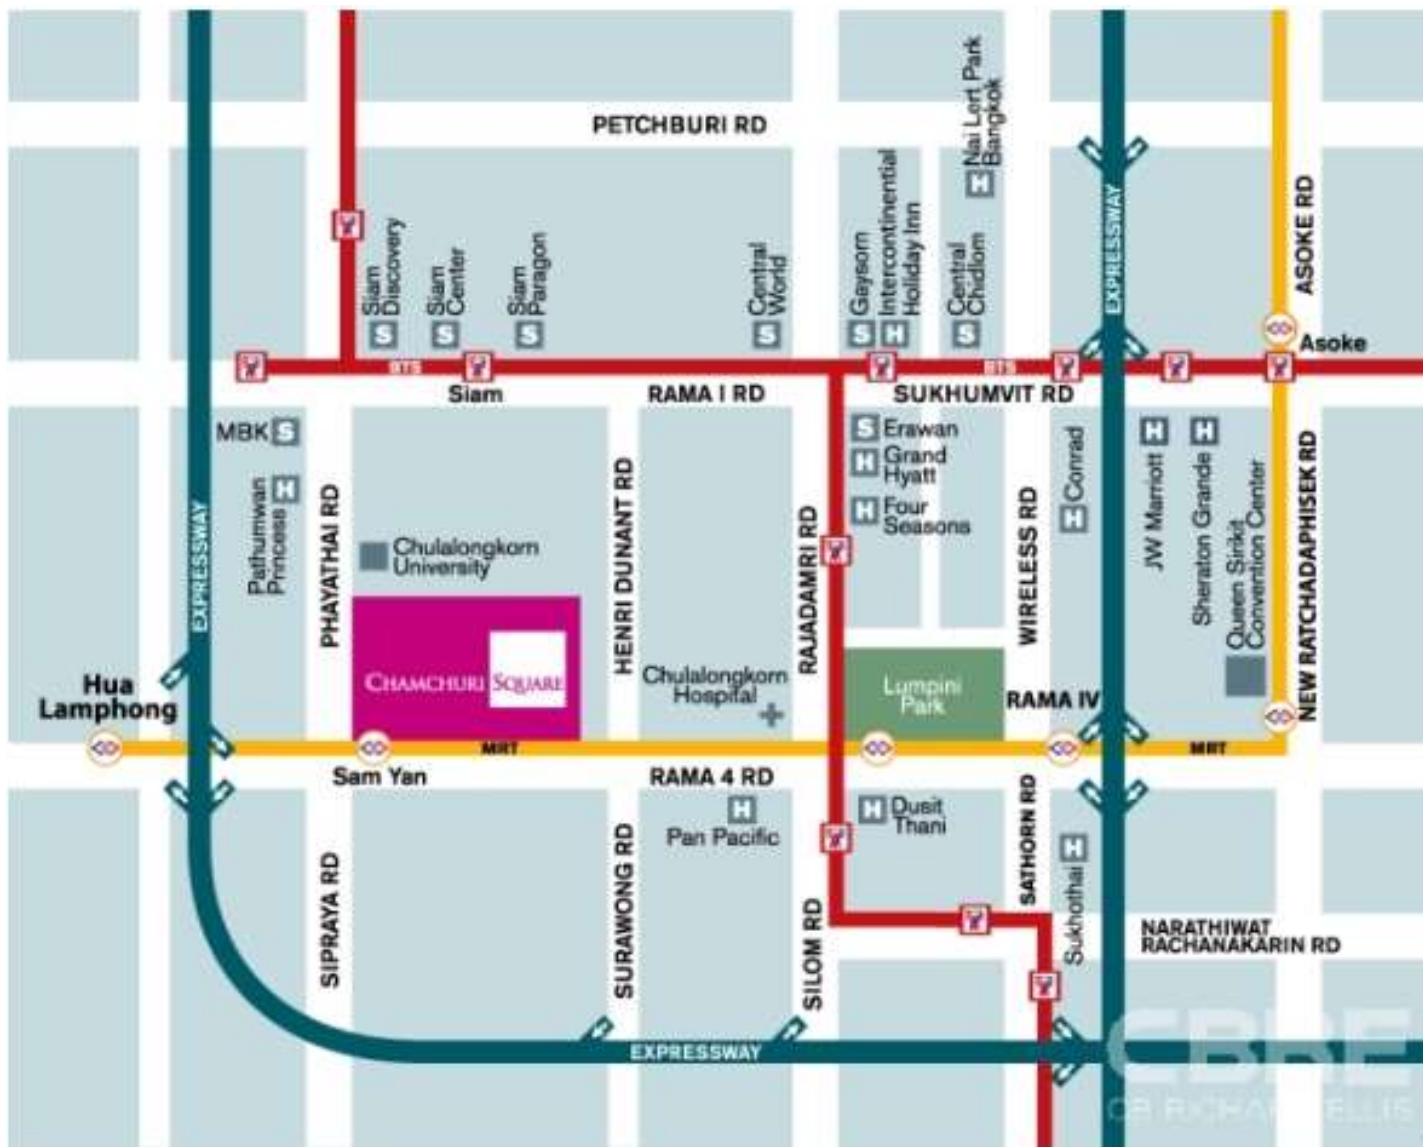 PETCHBURI RD
Nai Lert Park
Bangkok
EXPRESSWAY
ASOKE RD
Siam
Discovery
Siam
Center
Siam
Paragon
Central
World
Gaysorn
Intercontinental
Holiday Inn
Central
Chidlom
S
S
S
S
S
H
S
H
Asoke
BTS
BTS
Siam
RAMA I RD
SUKHUMVIT RD
MBK S
Pathumwan
Princess
H
S Erawan
H Grand
Hyatt
H Four
Seasons
Conrad
H
H
JW Marriott
H
Sheraton Grande
Queen Sirikit
Convention Center
NEW RATCHADAPHISEK RD
EXPRESSWAY
PHAYATHAI RD
Chulalongkorn
University
HENRI DUNANT RD
RAJADAMRI RD
WIRELESS RD
CHAMCHURI SQUARE
Chulalongkorn
Hospital
Lumpini
Park
RAMA IV
Hua
Lamphong
MRT
MRT
Sam Yan
RAMA 4 RD
H
Pan Pacific
H Dusit
Thani
SATHORN RD
H
Sukhothai
SIPRAYA RD
SURAWONG RD
SILOM RD
NARATHIWAT
RACHANAKARIN RD
EXPRESSWAY
CBRE
CB RICHARD ELLIS